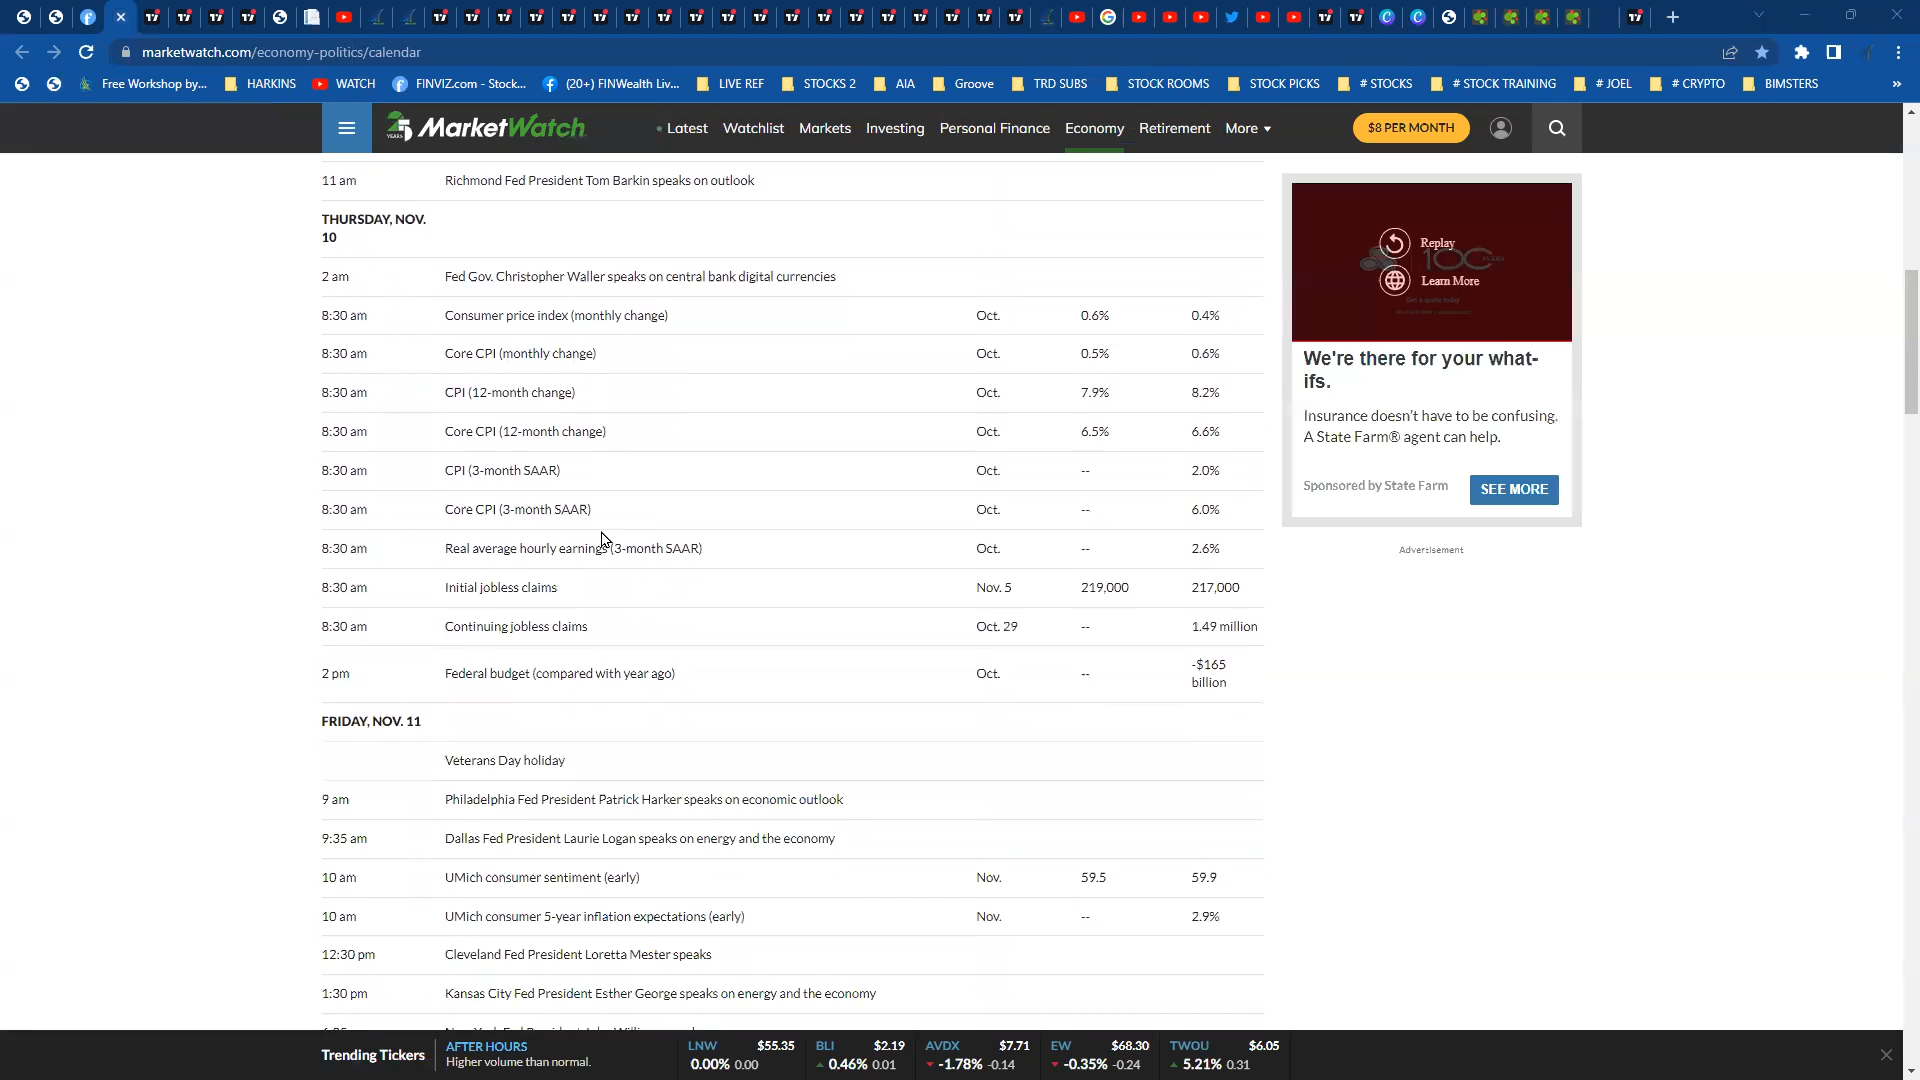 marketwatch.com/economy-politics/calendar
Free Workshop by...
HARKINS
WATCH
FINVIZ.com - Stock...
(20+) FINWealth Liv...
LIVE REF
STOCKS 2
AIA
Groove
TRD SUBS
STOCK ROOMS
STOCK PICKS
# STOCKS
# STOCK TRAINING
# JOEL
# CRYPTO
BIMSTERS
»
25 YEARS MarketWatch
Latest
Watchlist
Markets
Investing
Personal Finance
Economy
Retirement
More
$8 PER MONTH
11 am Richmond Fed President Tom Barkin speaks on outlook
THURSDAY, NOV.
10
2 am Fed Gov. Christopher Waller speaks on central bank digital currencies
8:30 am Consumer price index (monthly change) Oct. 0.6% 0.4%
8:30 am Core CPI (monthly change) Oct. 0.5% 0.6%
8:30 am CPI (12-month change) Oct. 7.9% 8.2%
8:30 am Core CPI (12-month change) Oct. 6.5% 6.6%
8:30 am CPI (3-month SAAR) Oct. -- 2.0%
8:30 am Core CPI (3-month SAAR) Oct. -- 6.0%
8:30 am Real average hourly earnings (3-month SAAR) Oct. -- 2.6%
8:30 am Initial jobless claims Nov. 5 219,000 217,000
8:30 am Continuing jobless claims Oct. 29 -- 1.49 million
2 pm Federal budget (compared with year ago) Oct. -- -$165
billion
FRIDAY, NOV. 11
Veterans Day holiday
9 am Philadelphia Fed President Patrick Harker speaks on economic outlook
9:35 am Dallas Fed President Laurie Logan speaks on energy and the economy
10 am UMich consumer sentiment (early) Nov. 59.5 59.9
10 am UMich consumer 5-year inflation expectations (early) Nov. -- 2.9%
12:30 pm Cleveland Fed President Loretta Mester speaks
1:30 pm Kansas City Fed President Esther George speaks on energy and the economy
Replay
100 YEARS
Learn More
Get a quote today
We're there for your what-
ifs.
Insurance doesn't have to be confusing.
A State Farm® agent can help.
Sponsored by State Farm
SEE MORE
Advertisement
Trending Tickers
AFTER HOURS
Higher volume than normal.
LNW $55.35
0.00% 0.00
BLI $2.19
0.46% 0.01
AVDX $7.71
-1.78% -0.14
EW $68.30
-0.35% -0.24
TWOU $6.05
5.21% 0.31